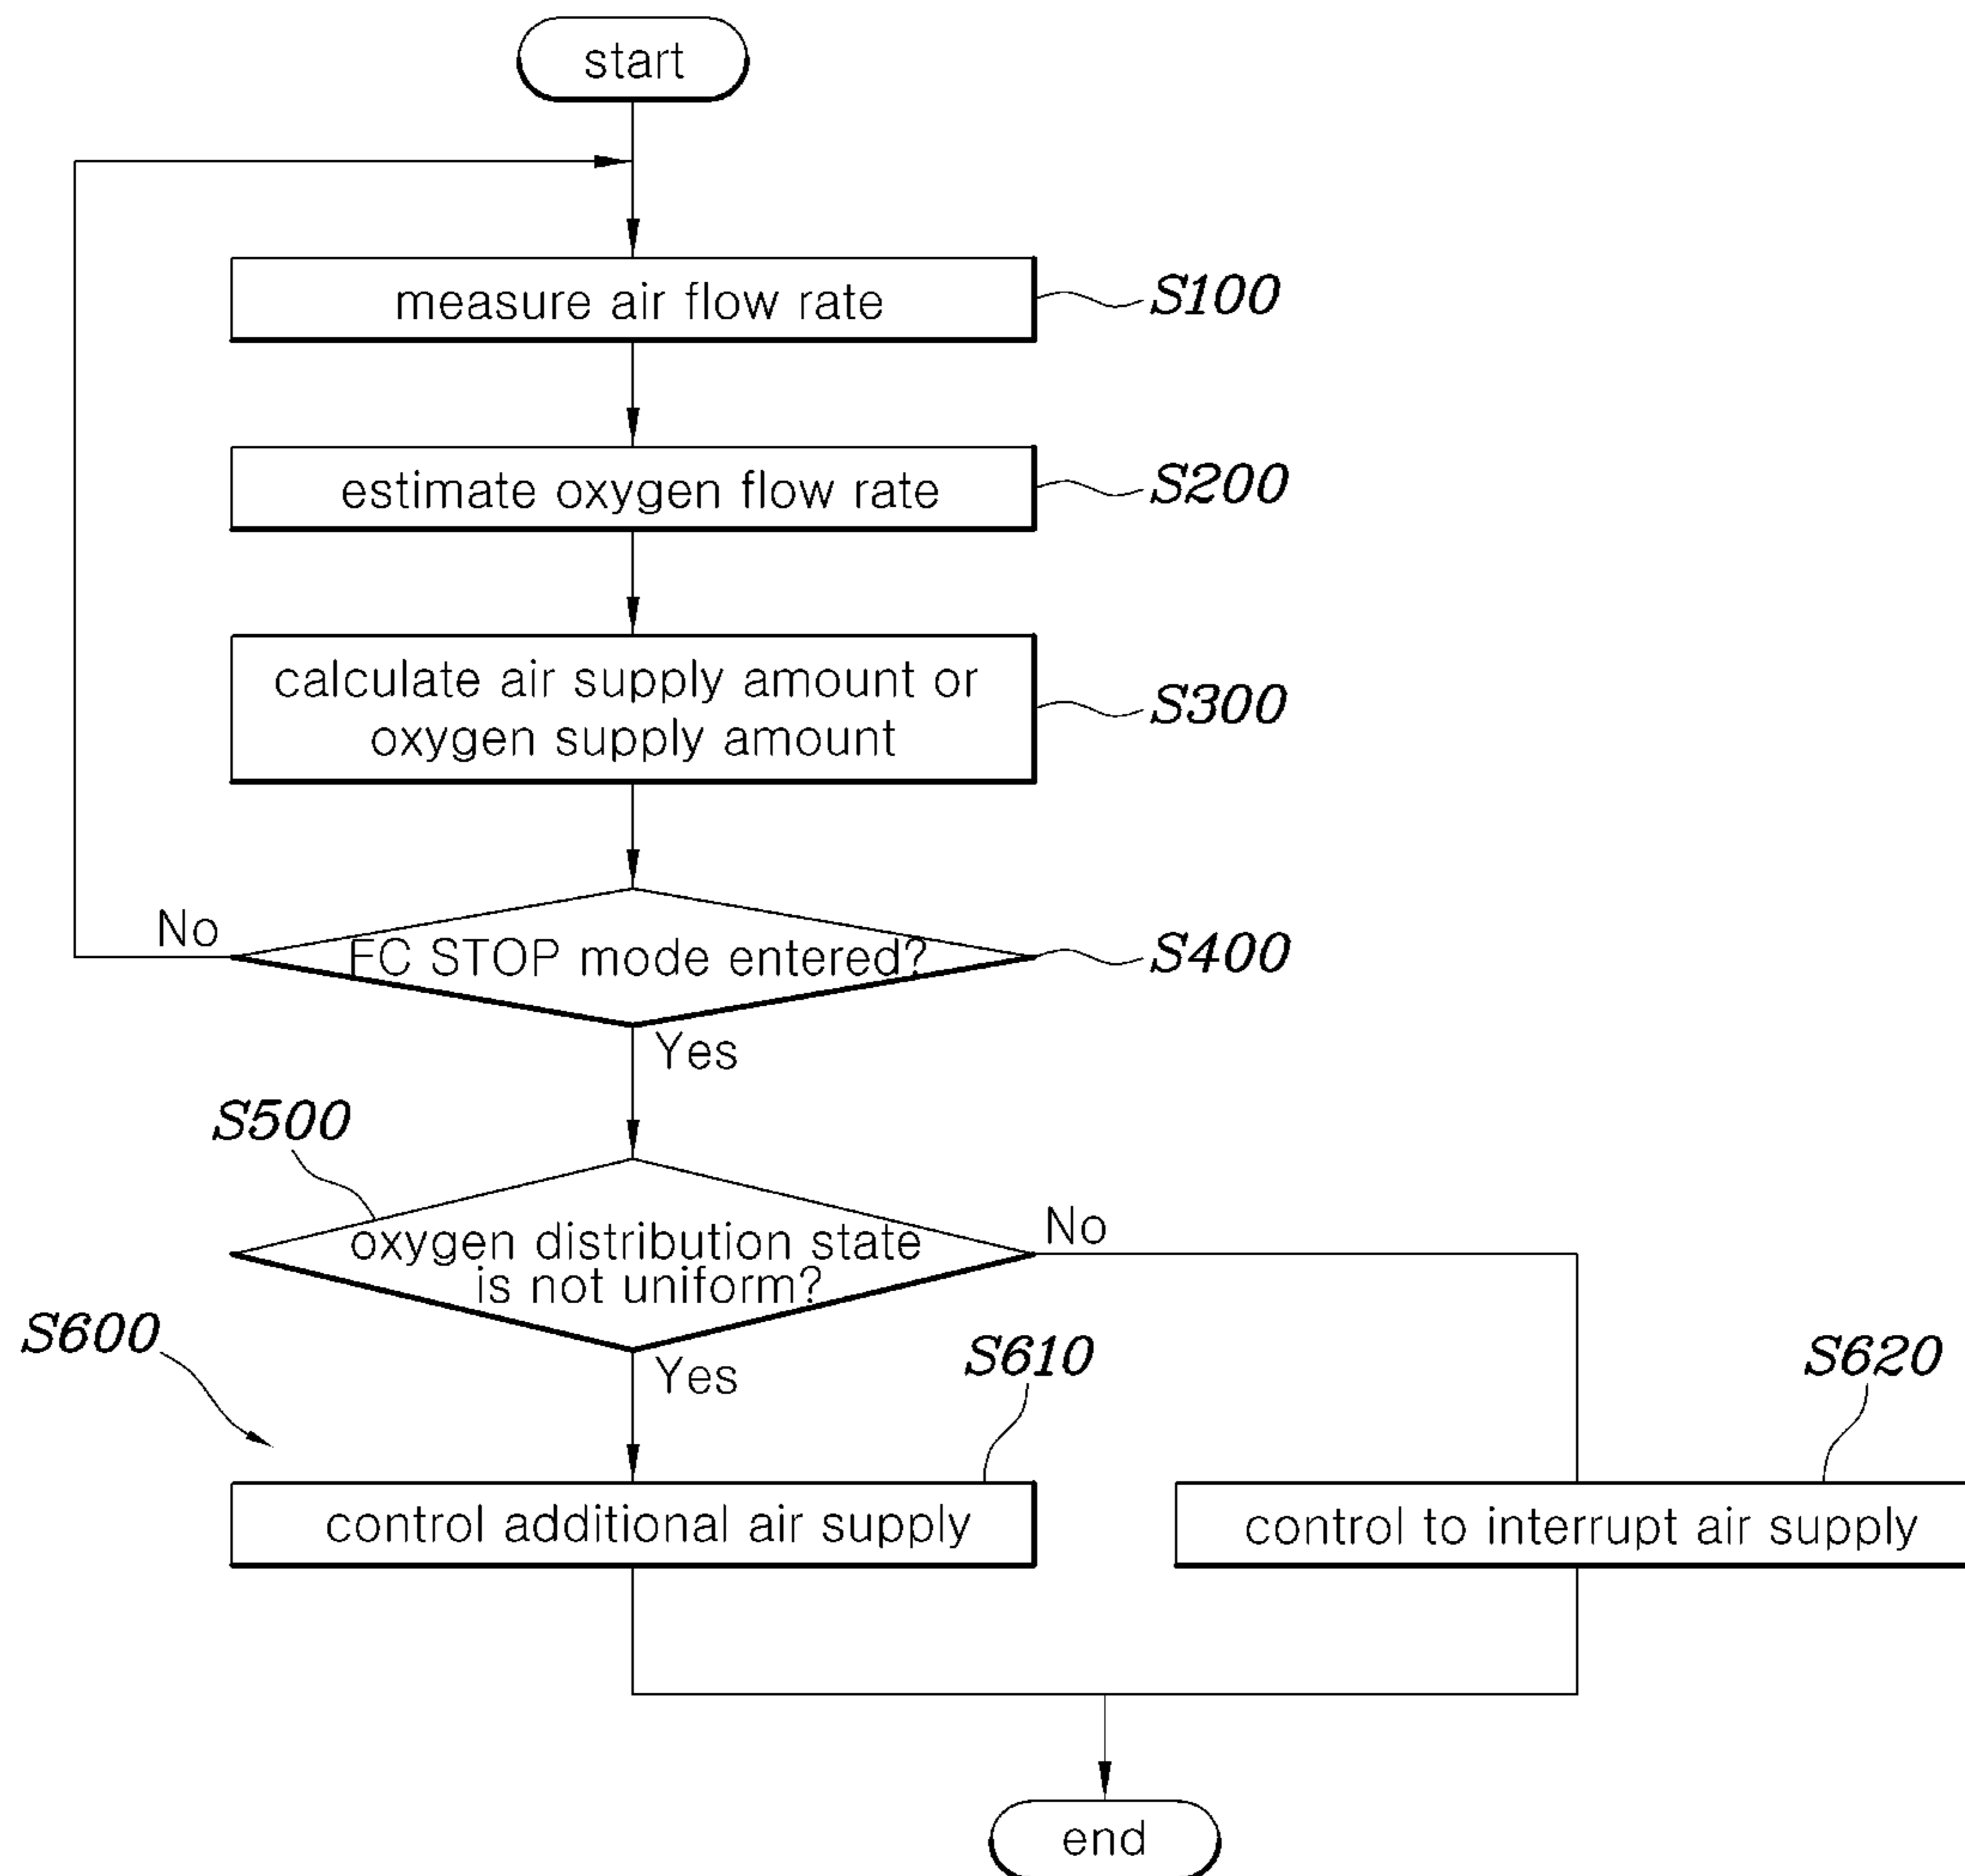 start
measure air flow rate
S100
estimate oxygen flow rate
S200
calculate air supply amount or
oxygen supply amount
S300
No
FC STOP mode entered?
S400
Yes
S500
oxygen distribution state
is not uniform?
No
S600
Yes
S610
S620
control additional air supply
control to interrupt air supply
end